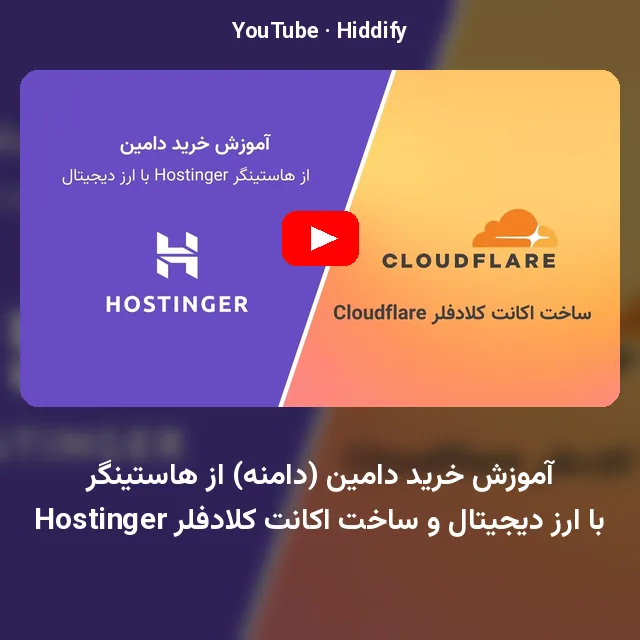 YouTube · Hiddify
آموزش خرید دامین
از هاستینگر Hostinger با ارز دیجیتال
HOSTINGER
CLOUDFLARE
ساخت اکانت کلادفلر Cloudflare
آموزش خرید دامین (دامنه) از هاستینگر
با ارز دیجیتال و ساخت اکانت کلادفلر Hostinger